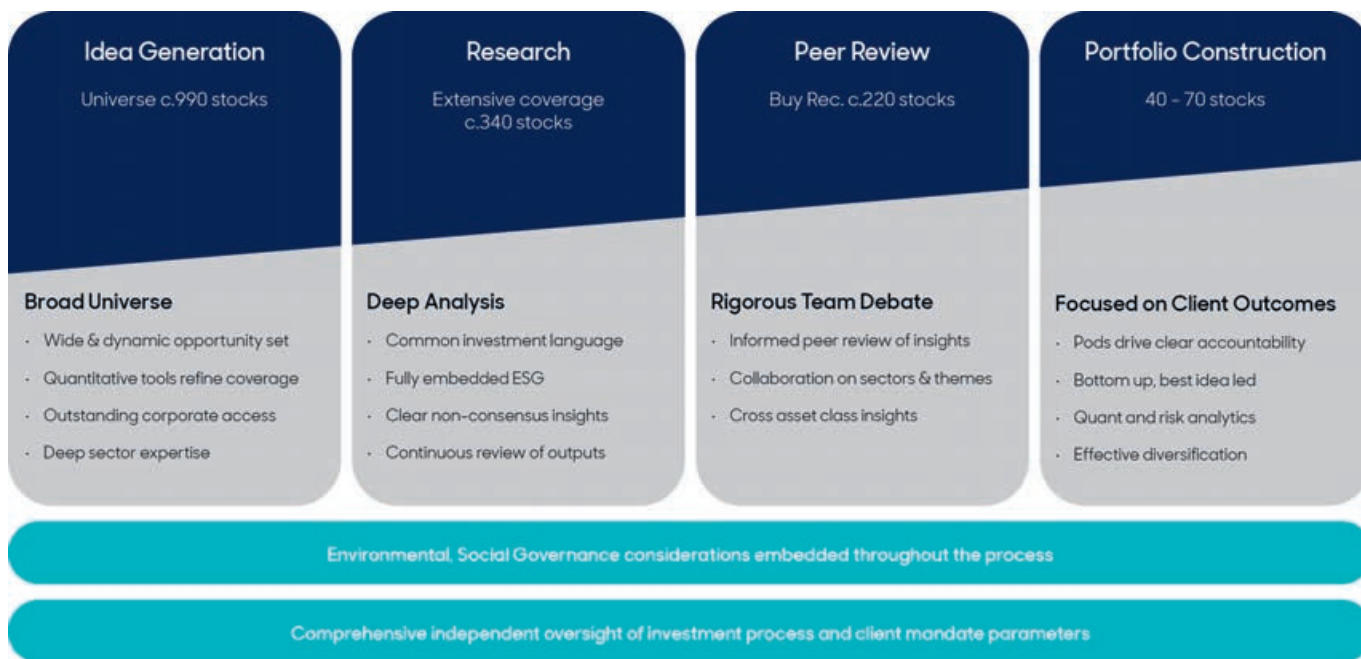 Idea Generation
Universe c.990 stocks
Broad Universe
· Wide & dynamic opportunity set
· Quantitative tools refine coverage
· Outstanding corporate access
· Deep sector expertise
Research
Extensive coverage
c.340 stocks
Deep Analysis
· Common investment language
· Fully embedded ESG
· Clear non-consensus insights
· Continuous review of outputs
Peer Review
Buy Rec. c.220 stocks
Rigorous Team Debate
· Informed peer review of insights
· Collaboration on sectors & themes
· Cross asset class insights
Portfolio Construction
40 - 70 stocks
Focused on Client Outcomes
· Pods drive clear accountability
· Bottom up, best idea led
· Quant and risk analytics
· Effective diversification
Environmental, Social Governance considerations embedded throughout the process
Comprehensive independent oversight of investment process and client mandate parameters